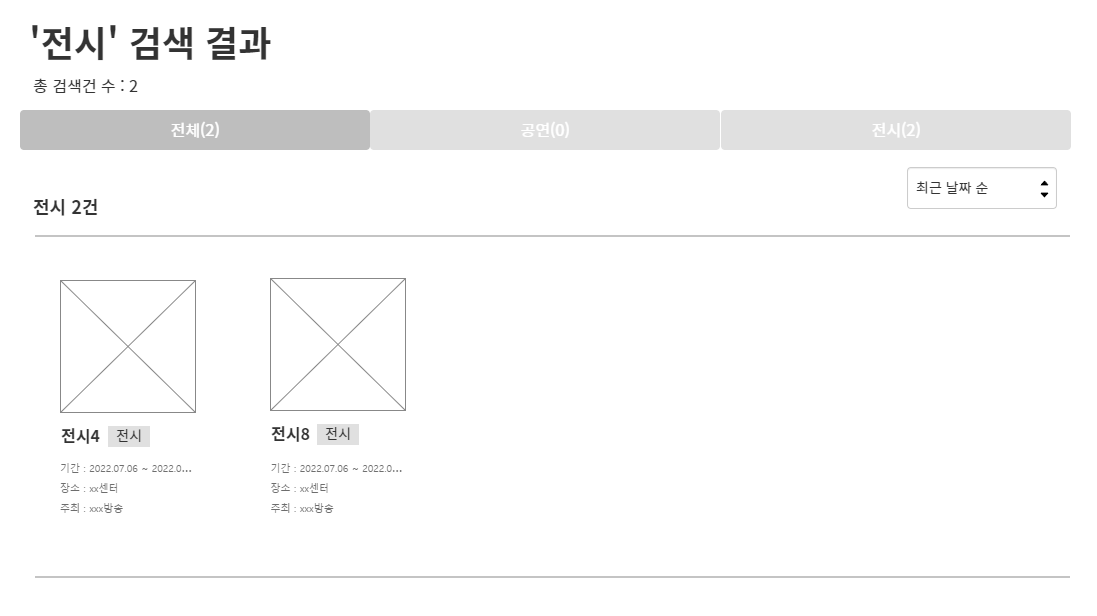 '전시' 검색 결과
총 검색건 수 : 2
전체(2) 공연(0) 전시(2)
최근 날짜 순
전시 2건
전시4 전시
기간 : 2022.07.06 ~ 2022.0...
장소 : xx센터
주최 : xxx방송
전시8 전시
기간 : 2022.07.06 ~ 2022.0...
장소 : xx센터
주최 : xxx방송